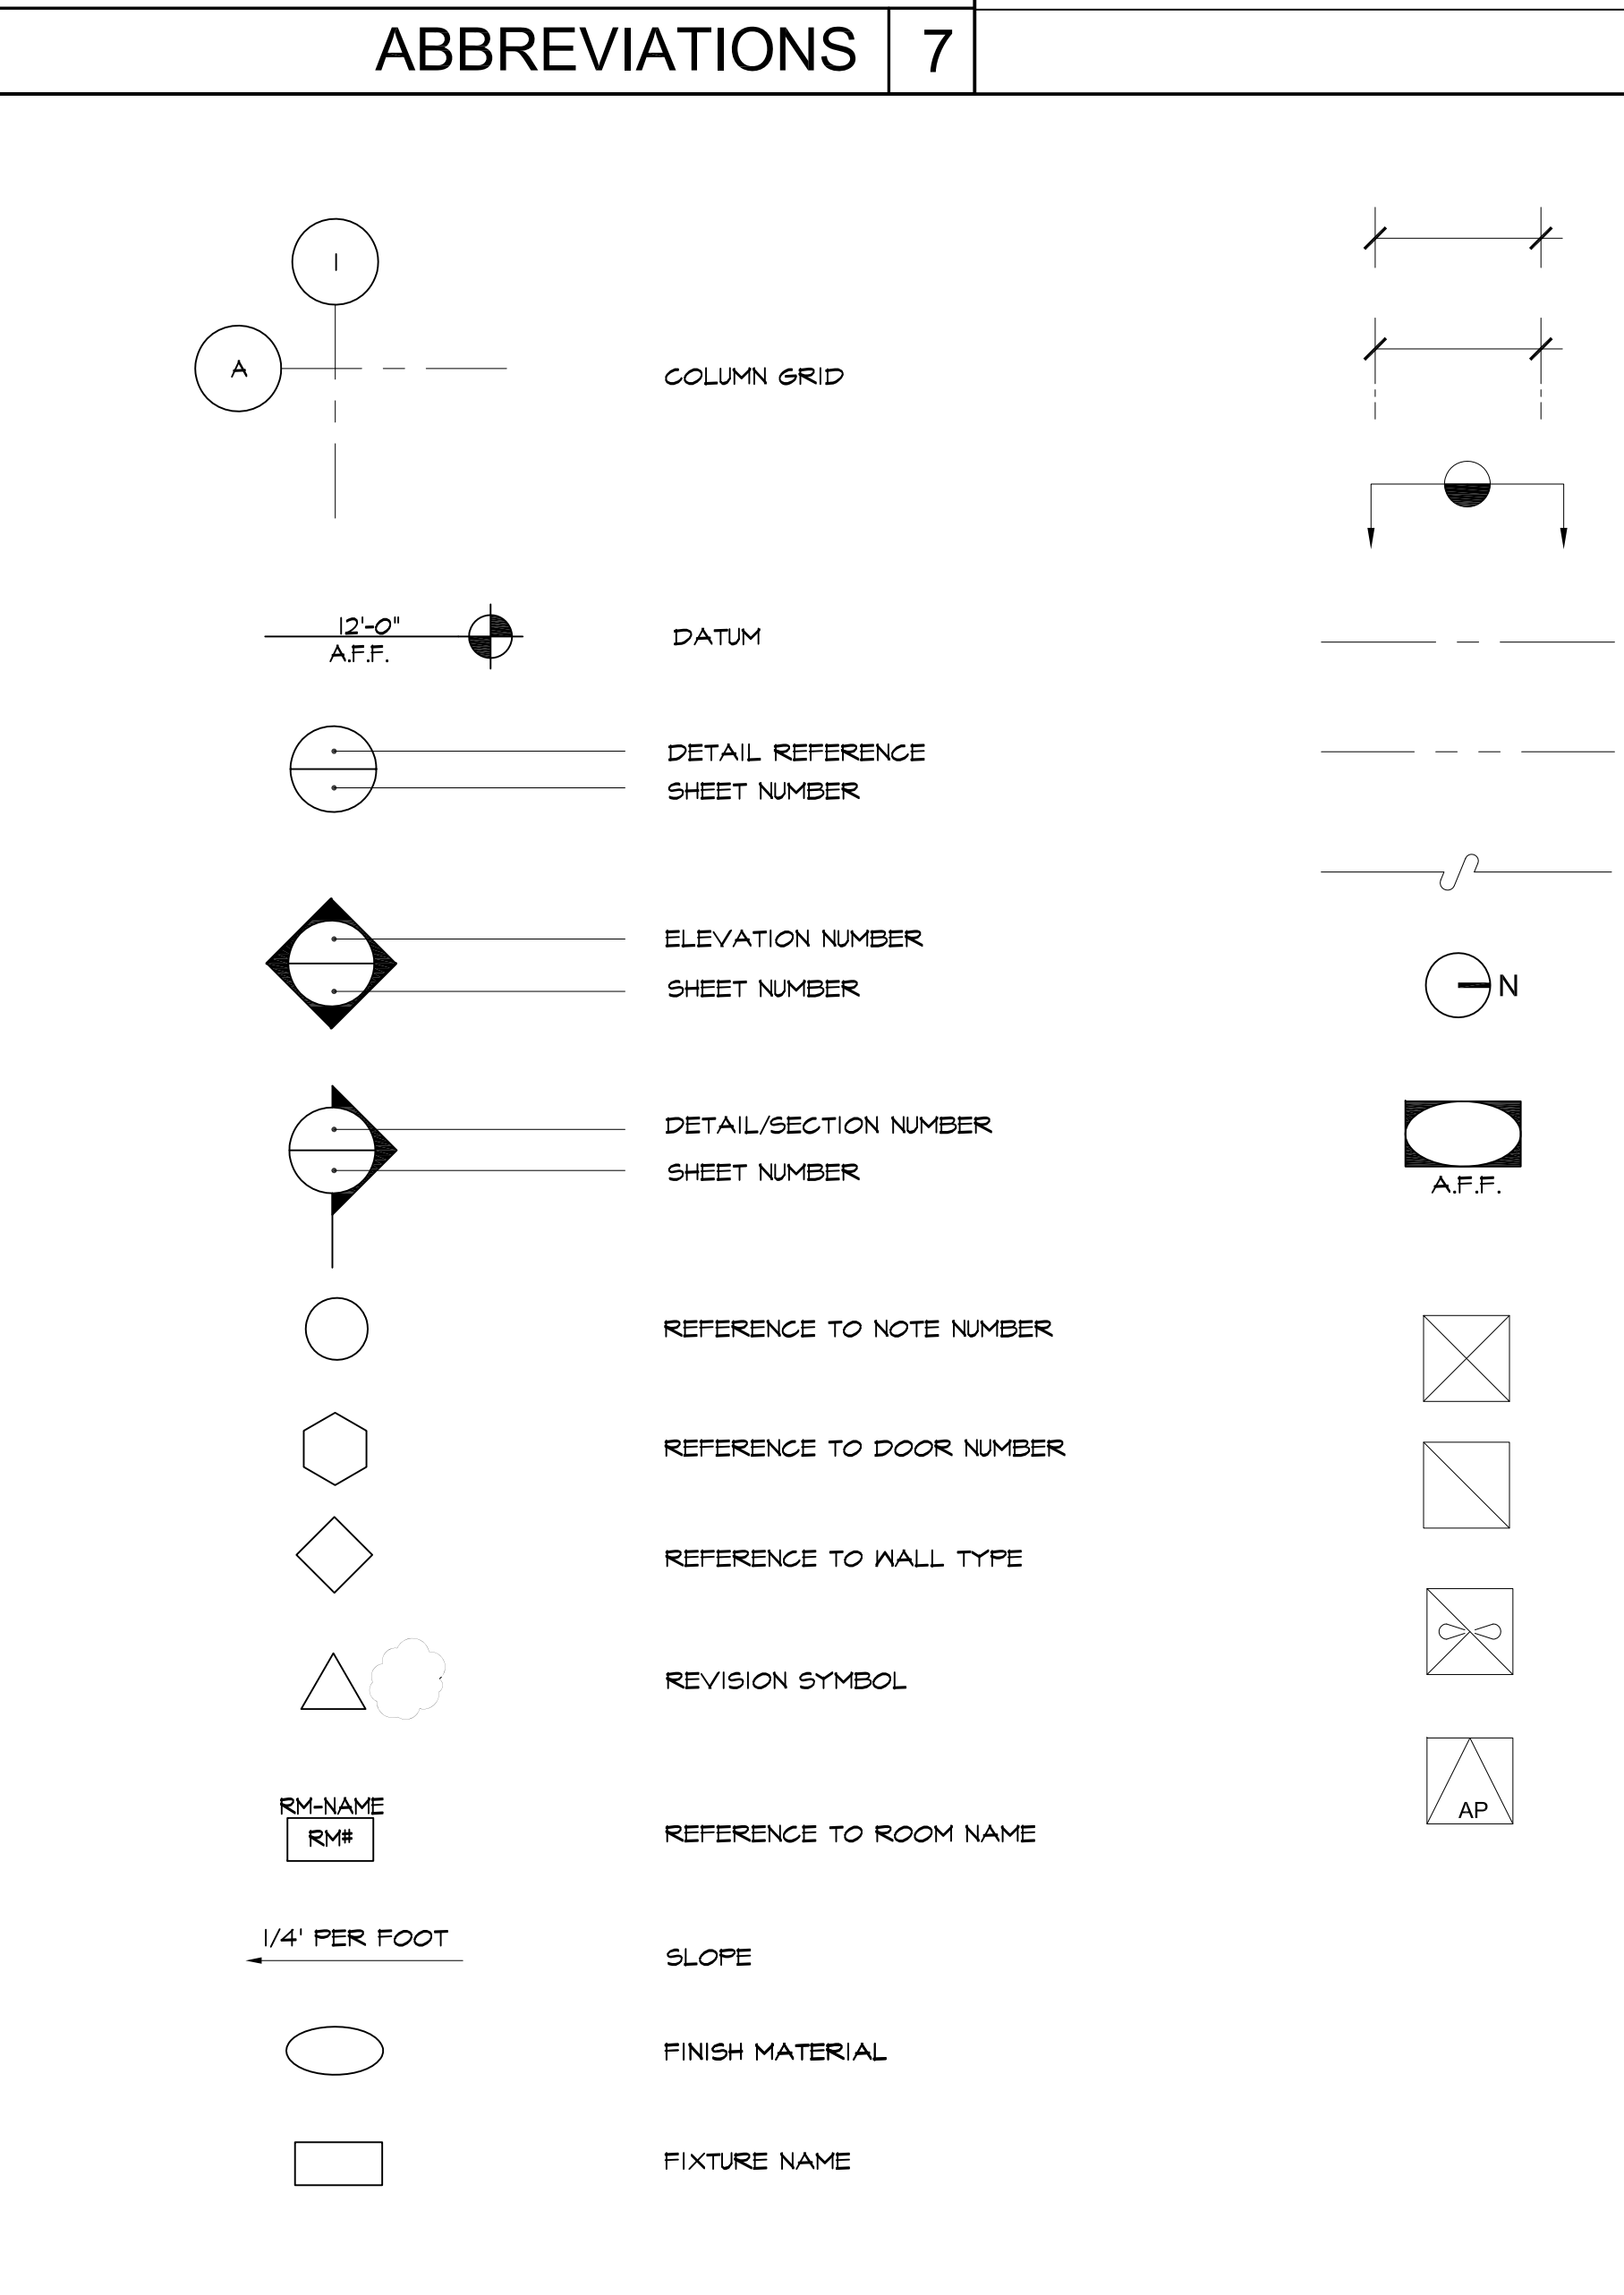 ABBREVIATIONS 7
1
A
COLUMN GRID
12'-0"
A.F.F.
DATUM
DETAIL REFERENCE
SHEET NUMBER
ELEVATION NUMBER
SHEET NUMBER
N
DETAIL/SECTION NUMBER
SHEET NUMBER
A.F.F.
REFERENCE TO NOTE NUMBER
REFERENCE TO DOOR NUMBER
REFERENCE TO WALL TYPE
REVISION SYMBOL
AP
RM-NAME
RM#
REFERENCE TO ROOM NAME
1/4' PER FOOT
SLOPE
FINISH MATERIAL
FIXTURE NAME